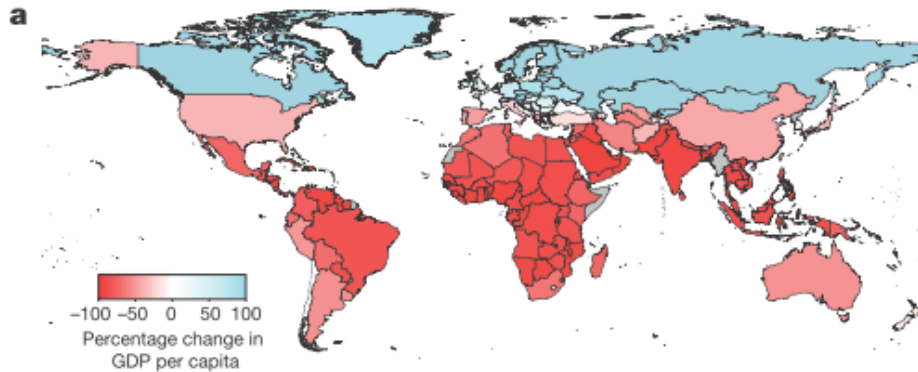 a
−100 −50 0 50 100
Percentage change in
GDP per capita